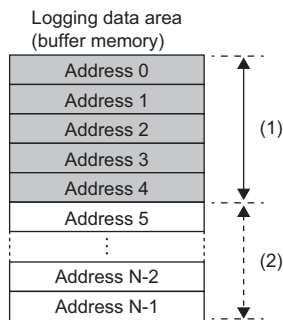 Logging data area
(buffer memory)
Address 0
Address 1
Address 2
Address 3
Address 4
Address 5
⋮
Address N-2
Address N-1
(1)
(2)